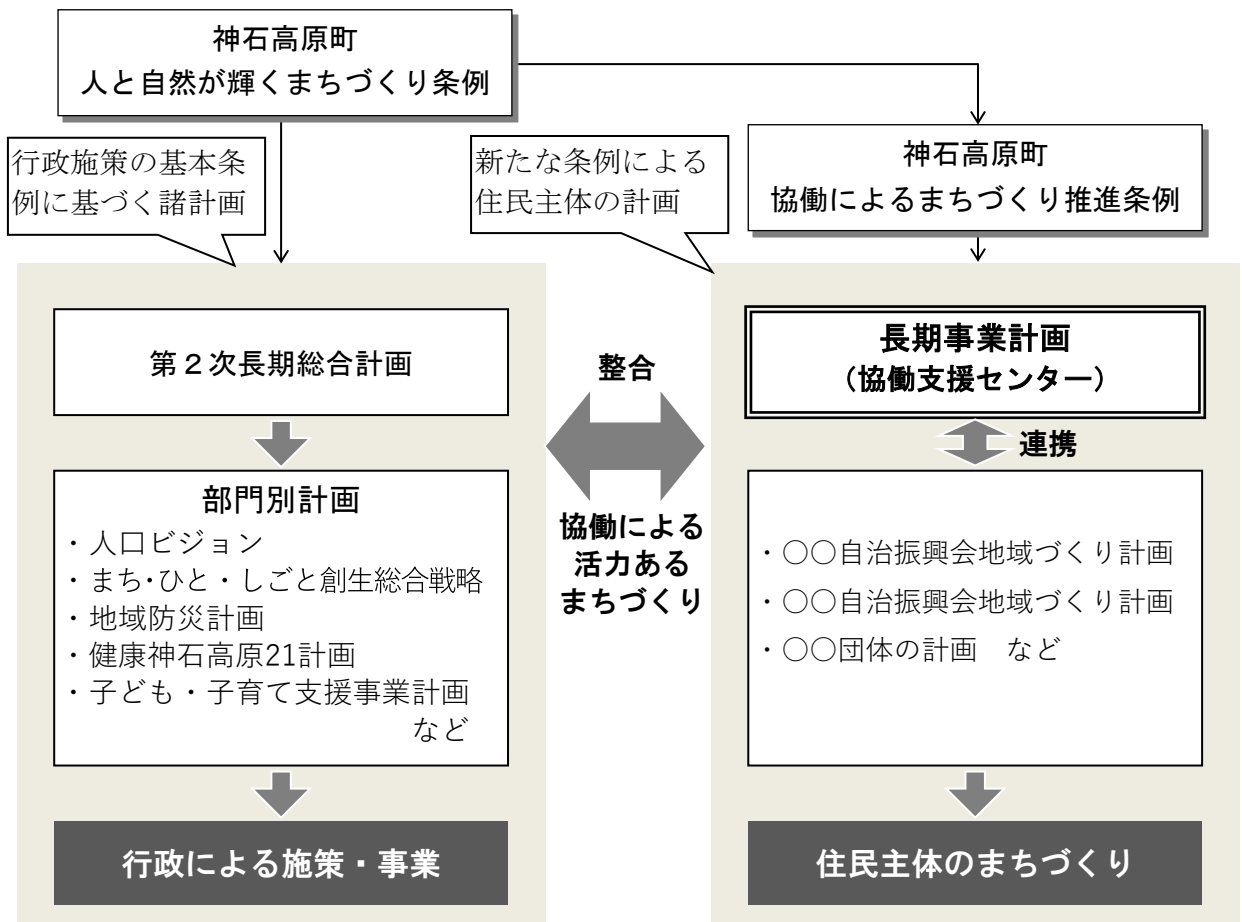 神石高原町
人と自然が輝くまちづくり条例
神石高原町
協働によるまちづくり推進条例
行政施策の基本条
例に基づく諸計画
新たな条例による
住民主体の計画
第２次長期総合計画
部門別計画
・人口ビジョン
・まち・ひと・しごと創生総合戦略
・地域防災計画
・健康神石高原21計画
・子ども・子育て支援事業計画
など
行政による施策・事業
整合
協働による
活力ある
まちづくり
長期事業計画
（協働支援センター）
連携
・○○自治振興会地域づくり計画
・○○自治振興会地域づくり計画
・○○団体の計画　など
住民主体のまちづくり